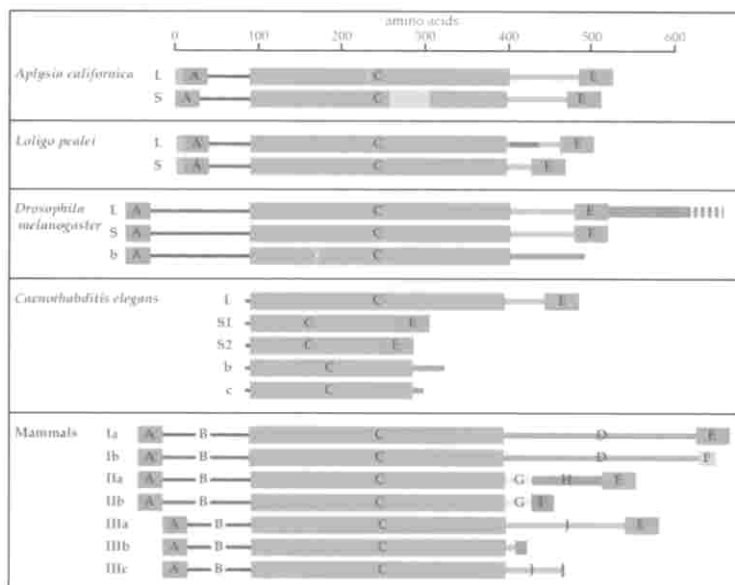 amino acids
0 100 200 300 400 500 600
Aplysia californica L A C E
S A C E
Loligo pealei L A C E
S A C E
Drosophila L A C E
melanogaster S A C E
b A C
Caenorhabditis elegans L C E
S1 C E
S2 C E
b C
c C
Mammals Ia A B C D E
Ib A B C D F
IIa A B C G H E
IIb A B C G I
IIIa A B C J E
IIIb A B C
IIIc A B C J